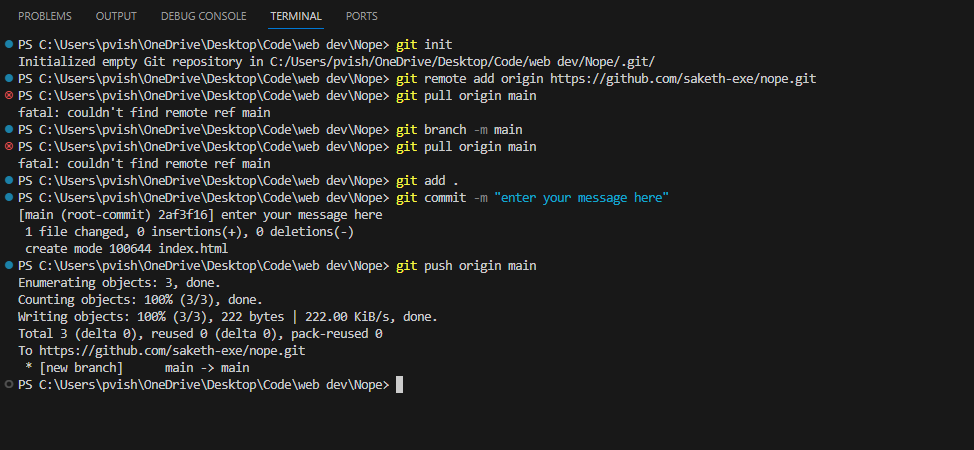 PROBLEMS OUTPUT DEBUG CONSOLE TERMINAL PORTS
PS C:\Users\pvish\OneDrive\Desktop\Code\web dev\Nope> git init
Initialized empty Git repository in C:/Users/pvish/OneDrive/Desktop/Code/web dev/Nope/.git/
PS C:\Users\pvish\OneDrive\Desktop\Code\web dev\Nope> git remote add origin https://github.com/saketh-exe/nope.git
PS C:\Users\pvish\OneDrive\Desktop\Code\web dev\Nope> git pull origin main
fatal: couldn't find remote ref main
PS C:\Users\pvish\OneDrive\Desktop\Code\web dev\Nope> git branch -m main
PS C:\Users\pvish\OneDrive\Desktop\Code\web dev\Nope> git pull origin main
fatal: couldn't find remote ref main
PS C:\Users\pvish\OneDrive\Desktop\Code\web dev\Nope> git add .
PS C:\Users\pvish\OneDrive\Desktop\Code\web dev\Nope> git commit -m "enter your message here"
[main (root-commit) 2af3f16] enter your message here
1 file changed, 0 insertions(+), 0 deletions(-)
create mode 100644 index.html
PS C:\Users\pvish\OneDrive\Desktop\Code\web dev\Nope> git push origin main
Enumerating objects: 3, done.
Counting objects: 100% (3/3), done.
Writing objects: 100% (3/3), 222 bytes | 222.00 KiB/s, done.
Total 3 (delta 0), reused 0 (delta 0), pack-reused 0
To https://github.com/saketh-exe/nope.git
* [new branch]      main -> main
PS C:\Users\pvish\OneDrive\Desktop\Code\web dev\Nope>